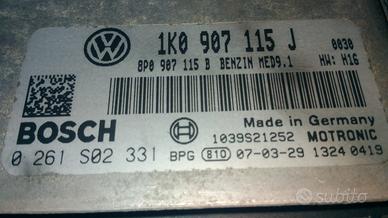 1K0 907 115 J 0030
8P0 907 115 B BENZIN MED9.1 HW: H16
BOSCH
Made in Germany
1039S21252 MOTRONIC
0 261 S02 331 BPG 810 07-03-29 1324 0419
subito